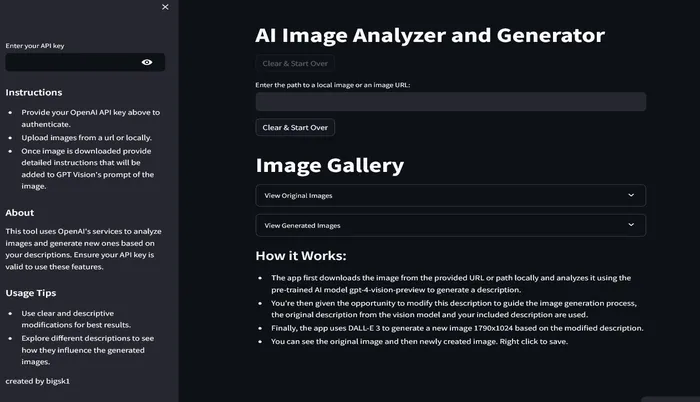 Enter your API key
Instructions
• Provide your OpenAI API key above to
authenticate.
• Upload images from a url or locally.
• Once image is downloaded provide
detailed instructions that will be
added to GPT Vision's prompt of the
image.
About
This tool uses OpenAI's services to analyze
images and generate new ones based on
your descriptions. Ensure your API key is
valid to use these features.
Usage Tips
• Use clear and descriptive
modifications for best results.
• Explore different descriptions to see
how they influence the generated
images.
created by bigsk1
AI Image Analyzer and Generator
Clear & Start Over
Enter the path to a local image or an image URL:
Clear & Start Over
Image Gallery
View Original Images
View Generated Images
How it Works:
• The app first downloads the image from the provided URL or path locally and analyzes it using the
pre-trained AI model gpt-4-vision-preview to generate a description.
• You're then given the opportunity to modify this description to guide the image generation process,
the original description from the vision model and your included description are used.
• Finally, the app uses DALL-E 3 to generate a new image 1790x1024 based on the modified description.
• You can see the original image and then newly created image. Right click to save.